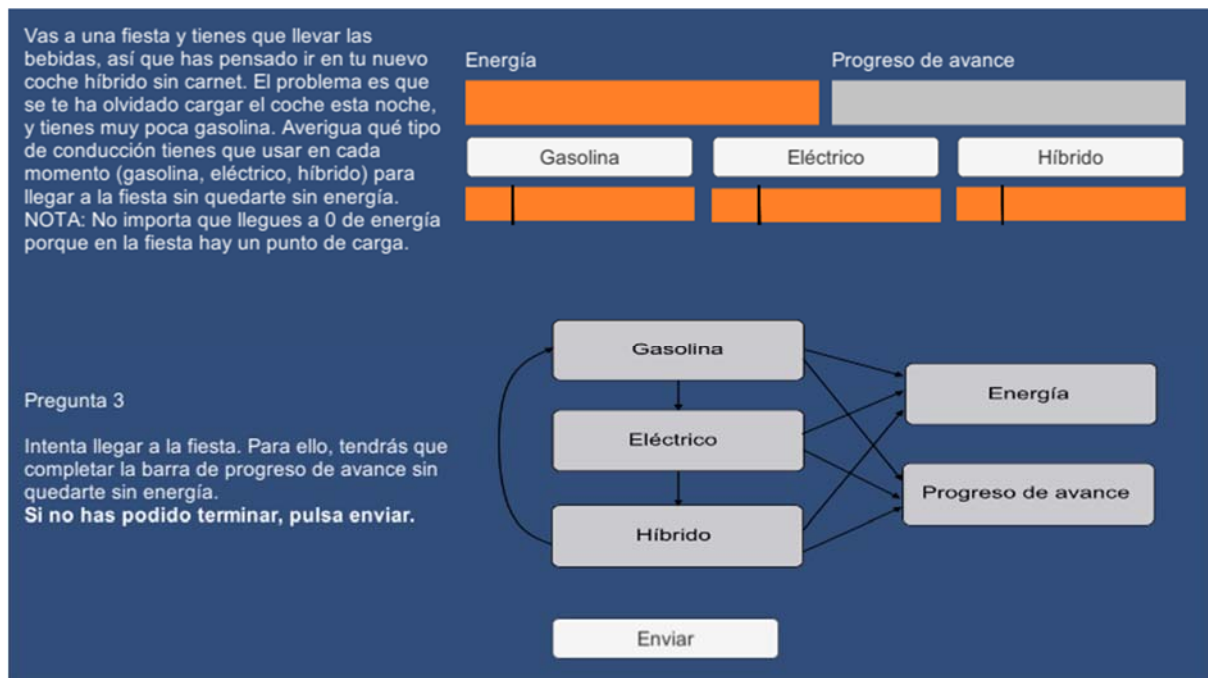 Vas a una fiesta y tienes que llevar las
bebidas, así que has pensado ir en tu nuevo
coche híbrido sin carnet. El problema es que
se te ha olvidado cargar el coche esta noche,
y tienes muy poca gasolina. Averigua qué tipo
de conducción tienes que usar en cada
momento (gasolina, eléctrico, híbrido) para
llegar a la fiesta sin quedarte sin energía.
NOTA: No importa que llegues a 0 de energía
porque en la fiesta hay un punto de carga.
Energía
Progreso de avance
Gasolina
Eléctrico
Híbrido
Pregunta 3
Intenta llegar a la fiesta. Para ello, tendrás que
completar la barra de progreso de avance sin
quedarte sin energía.
Si no has podido terminar, pulsa enviar.
Gasolina
Eléctrico
Híbrido
Energía
Progreso de avance
Enviar